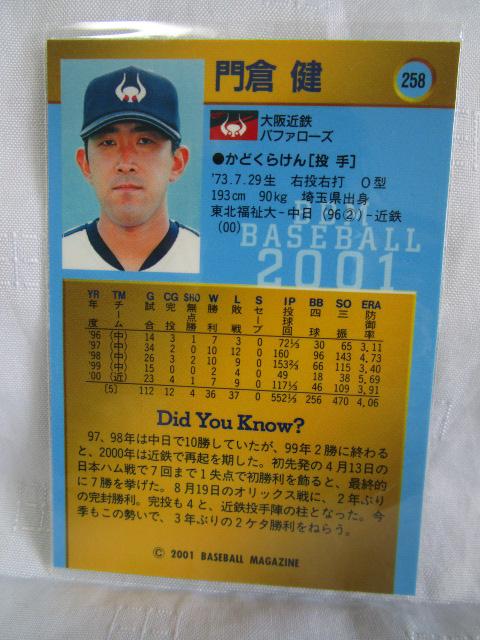 門倉 健
258
大阪近鉄
バファローズ
●かどくらけん[投 手]
'73.7.29生 右投右打 O型
193cm 90kg 埼玉県出身
東北福祉大-中日(96②)-近鉄
(00)
BBM
BASEBALL
2001
YR TM G CG SHO W L S IP BB SO ERA
年度 チーム 試合 完投 無点勝 勝利 敗戦 セーブ 投球回 四球 三振 防御率
'96 (中) 14 3 1 7 3 0 72⅓ 30 65 3.11
'97 (中) 34 2 0 10 12 0 160 96 143 4.73
'98 (中) 26 3 2 10 9 0 153⅔ 66 115 3.40
'99 (中) 15 0 0 2 4 0 49 18 38 5.69
'00 (近) 23 4 1 7 9 0 117⅓ 46 109 3.91
[5] 112 12 4 36 37 0 552⅓ 256 470 4.06
Did You Know?
97、98年は中日で10勝していたが、99年2勝に終わる
と、2000年は近鉄で再起を期した。初先発の4月13日の
日本ハム戦で7回まで1失点で初勝利を飾ると、最終的
に7勝を挙げた。8月19日のオリックス戦に、2年ぶり
の完封勝利。完投も4と、近鉄投手陣の柱となった。今
季もこの勢いで、3年ぶりの2ケタ勝利をねらう。
© 2001 BASEBALL MAGAZINE